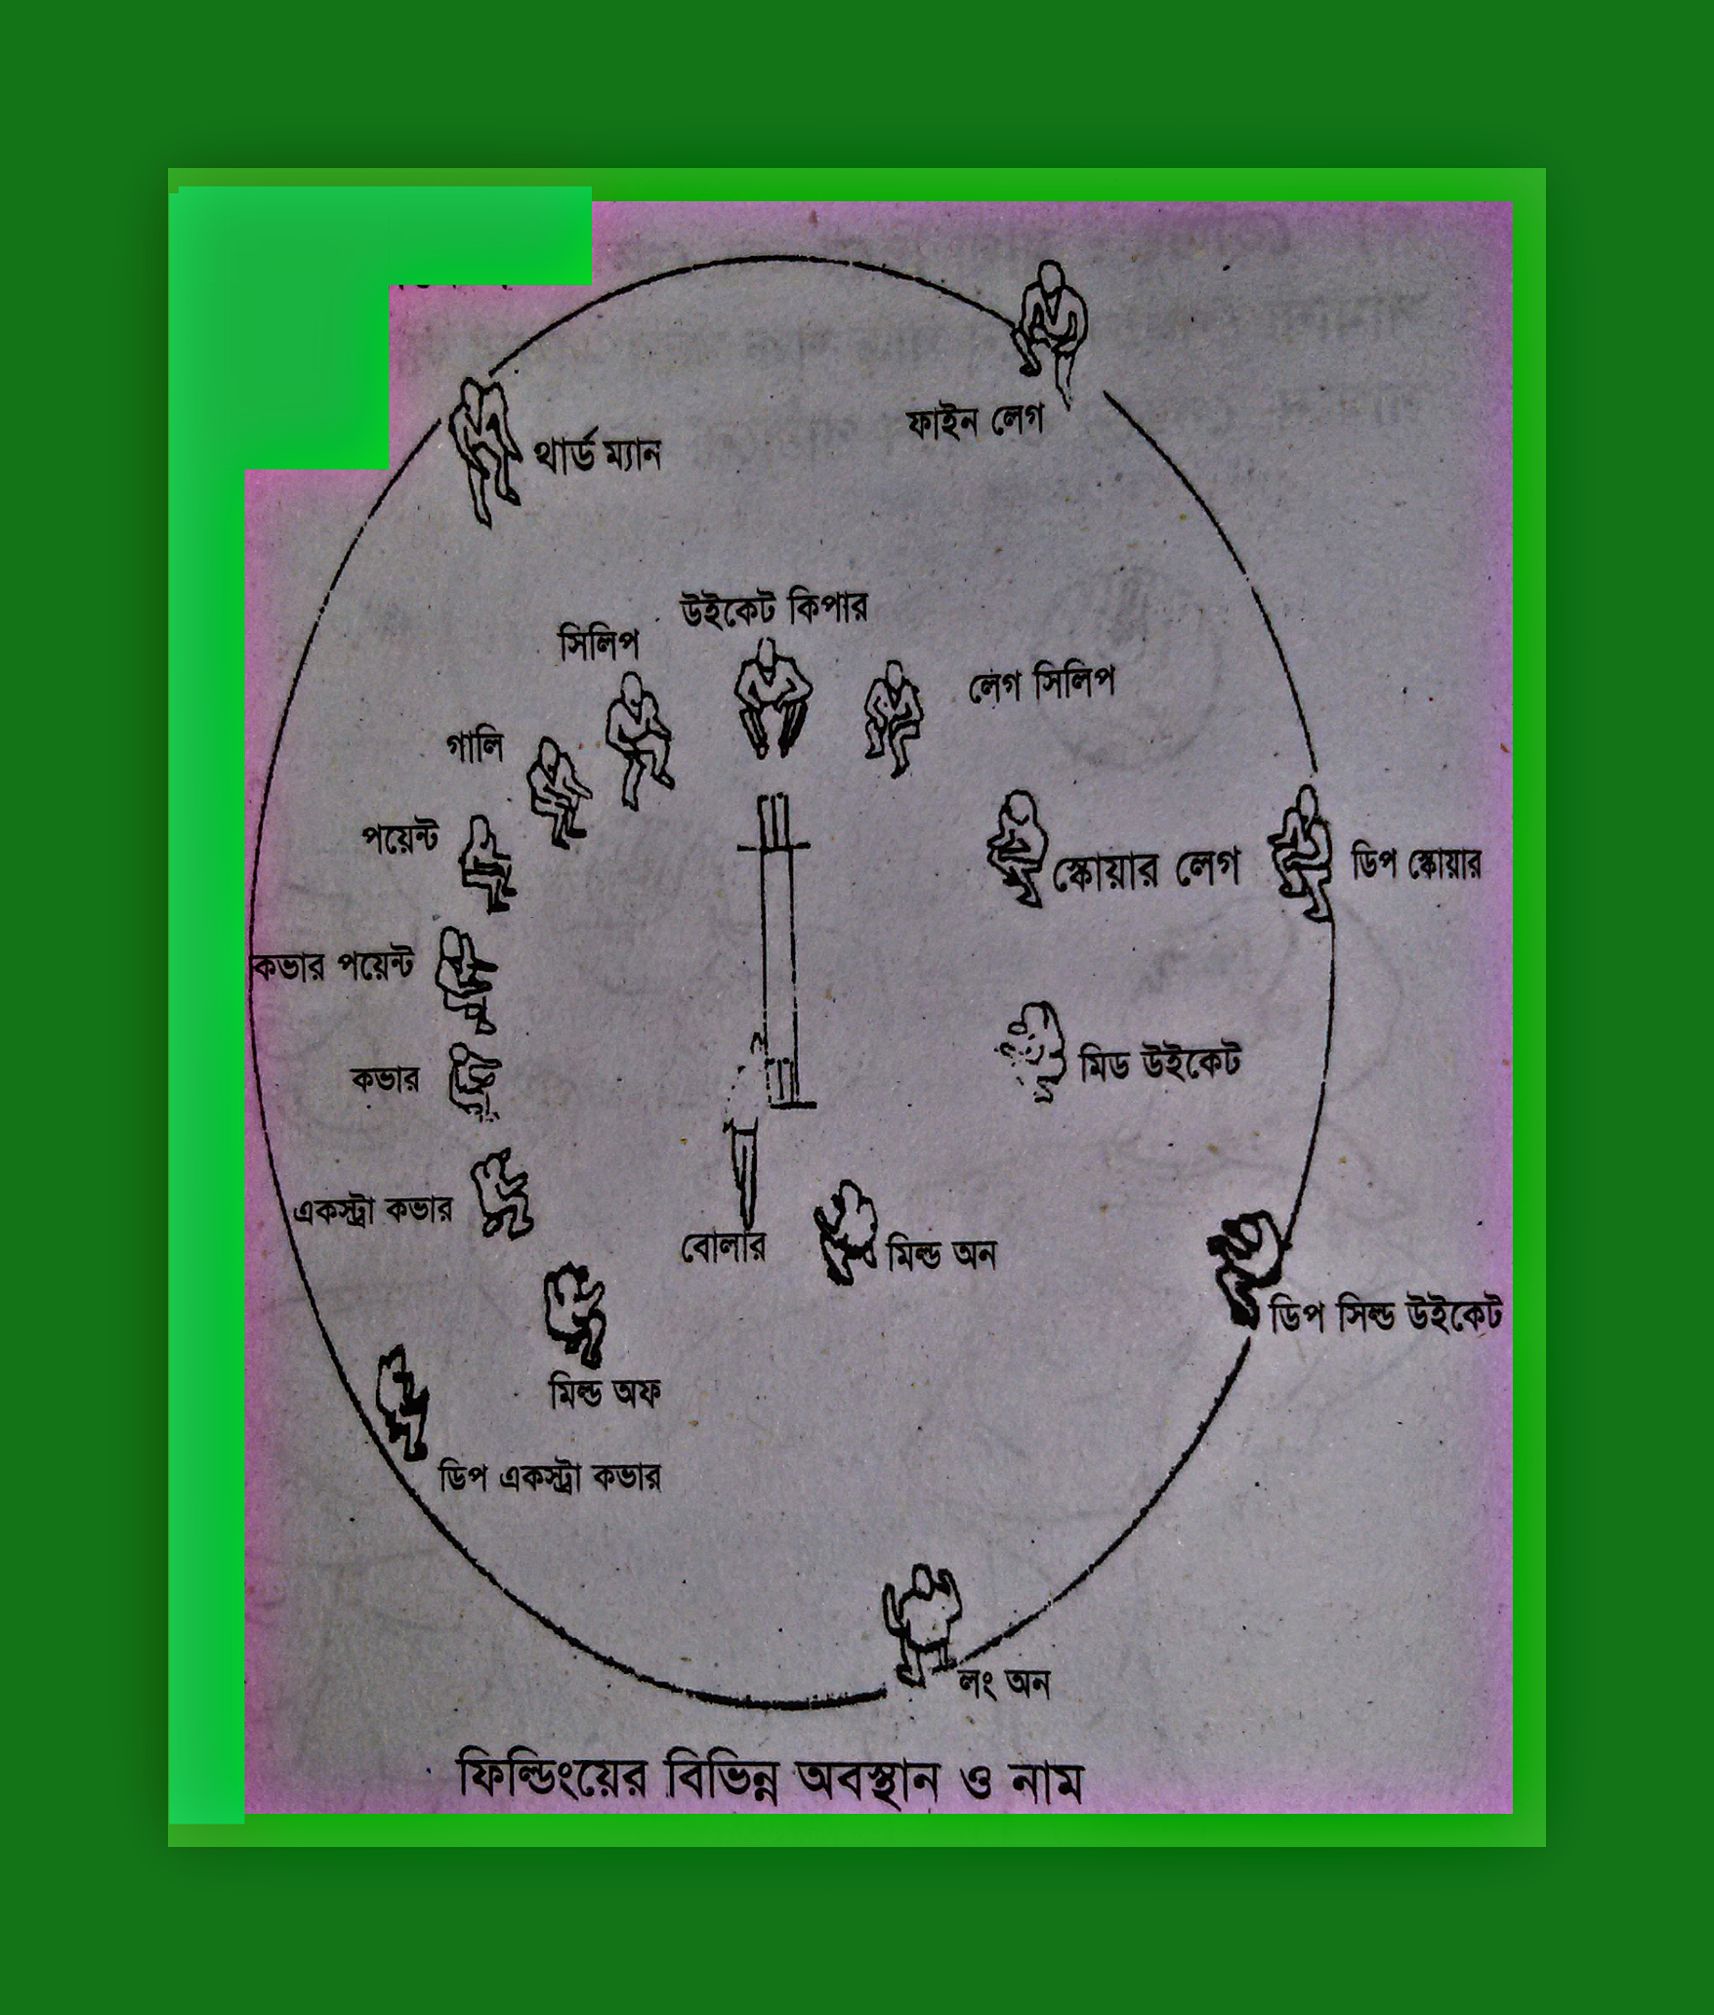 ফাইন লেগ
থার্ড ম্যান
উইকেট কিপার
সিলিপ
লেগ সিলিপ
গালি
পয়েন্ট
স্কোয়ার লেগ
ডিপ স্কোয়ার
কভার পয়েন্ট
মিড উইকেট
কভার
একস্ট্রা কভার
বোলার
মিল্ড অন
ডিপ সিল্ড উইকেট
মিল্ড অফ
ডিপ একস্ট্রা কভার
লং অন
ফিল্ডিংয়ের বিভিন্ন অবস্থান ও নাম